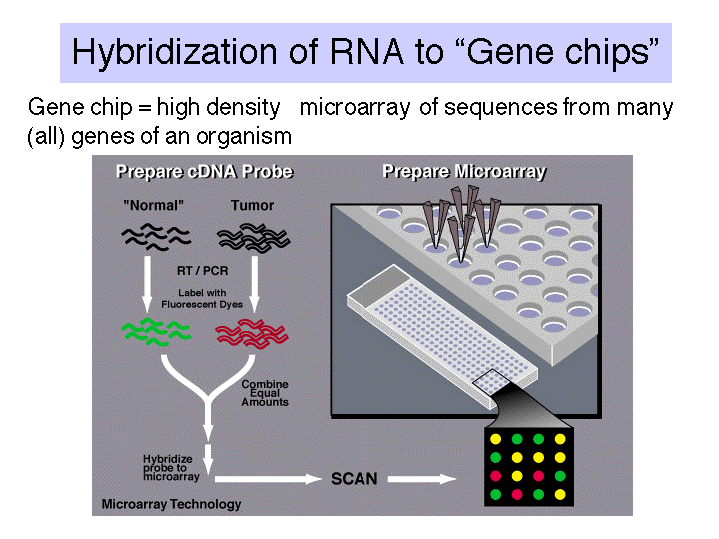 Hybridization of RNA to “Gene chips”
Gene chip = high density microarray of sequences from many
(all) genes of an organism
Prepare cDNA Probe
Prepare Microarray
"Normal"
Tumor
RT / PCR
Label with
Fluorescent Dyes
Combine
Equal
Amounts
Hybridize
probe to
microarray
SCAN
Microarray Technology